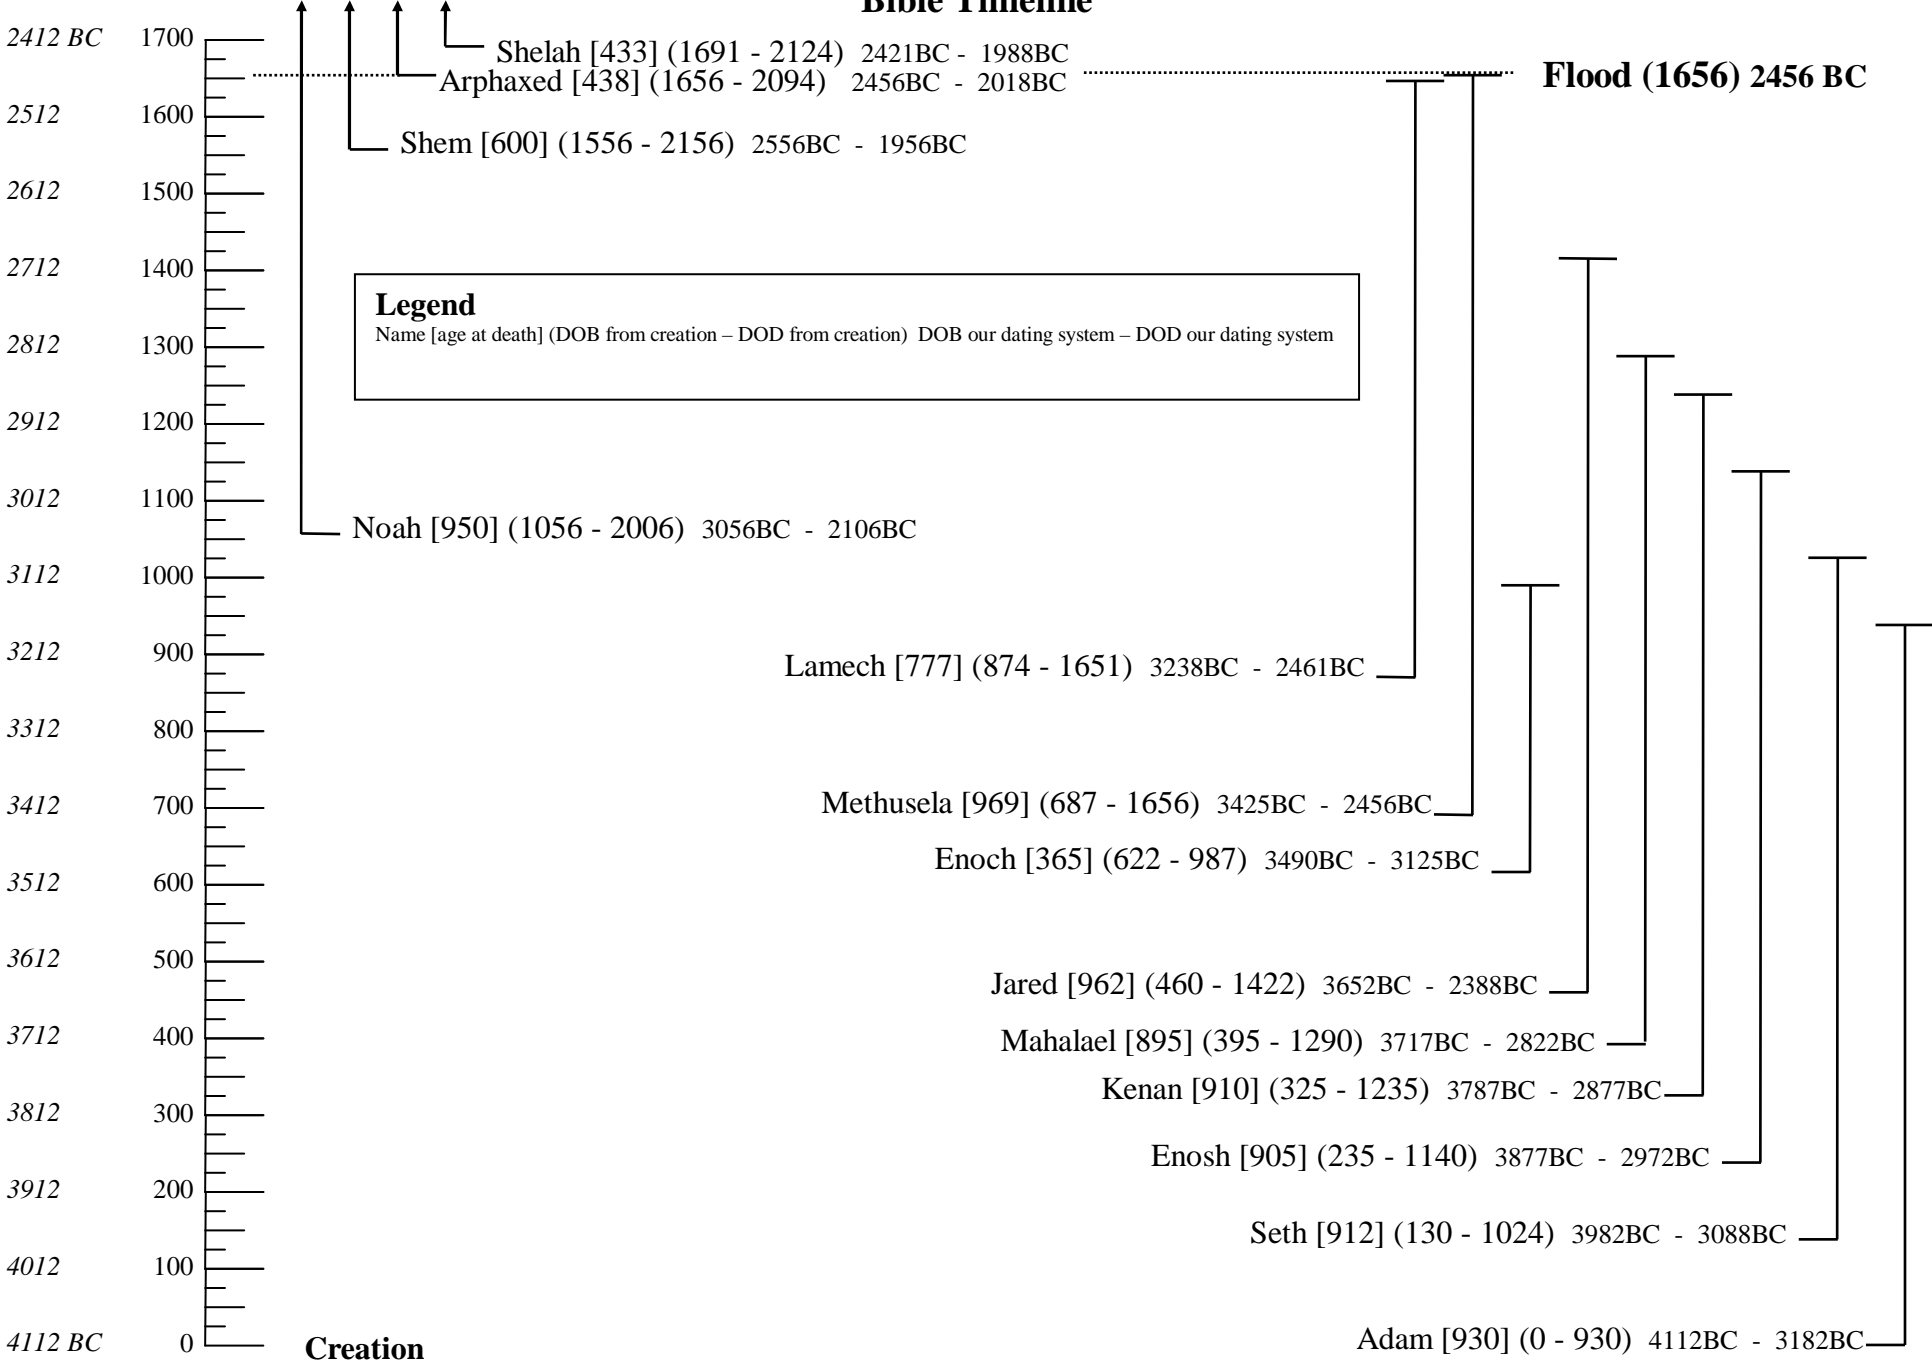 Bible Timeline
2412 BC 1700
Shelah [433] (1691 - 2124) 2421BC - 1988BC
Arphaxed [438] (1656 - 2094) 2456BC - 2018BC
Flood (1656) 2456 BC
2512 1600
Shem [600] (1556 - 2156) 2556BC - 1956BC
2612 1500
2712 1400
Legend
Name [age at death] (DOB from creation – DOD from creation) DOB our dating system – DOD our dating system
2812 1300
2912 1200
3012 1100
Noah [950] (1056 - 2006) 3056BC - 2106BC
3112 1000
3212 900
Lamech [777] (874 - 1651) 3238BC - 2461BC
3312 800
3412 700
Methusela [969] (687 - 1656) 3425BC - 2456BC
Enoch [365] (622 - 987) 3490BC - 3125BC
3512 600
3612 500
Jared [962] (460 - 1422) 3652BC - 2388BC
3712 400
Mahalael [895] (395 - 1290) 3717BC - 2822BC
Kenan [910] (325 - 1235) 3787BC - 2877BC
3812 300
Enosh [905] (235 - 1140) 3877BC - 2972BC
3912 200
Seth [912] (130 - 1024) 3982BC - 3088BC
4012 100
4112 BC 0
Creation
Adam [930] (0 - 930) 4112BC - 3182BC